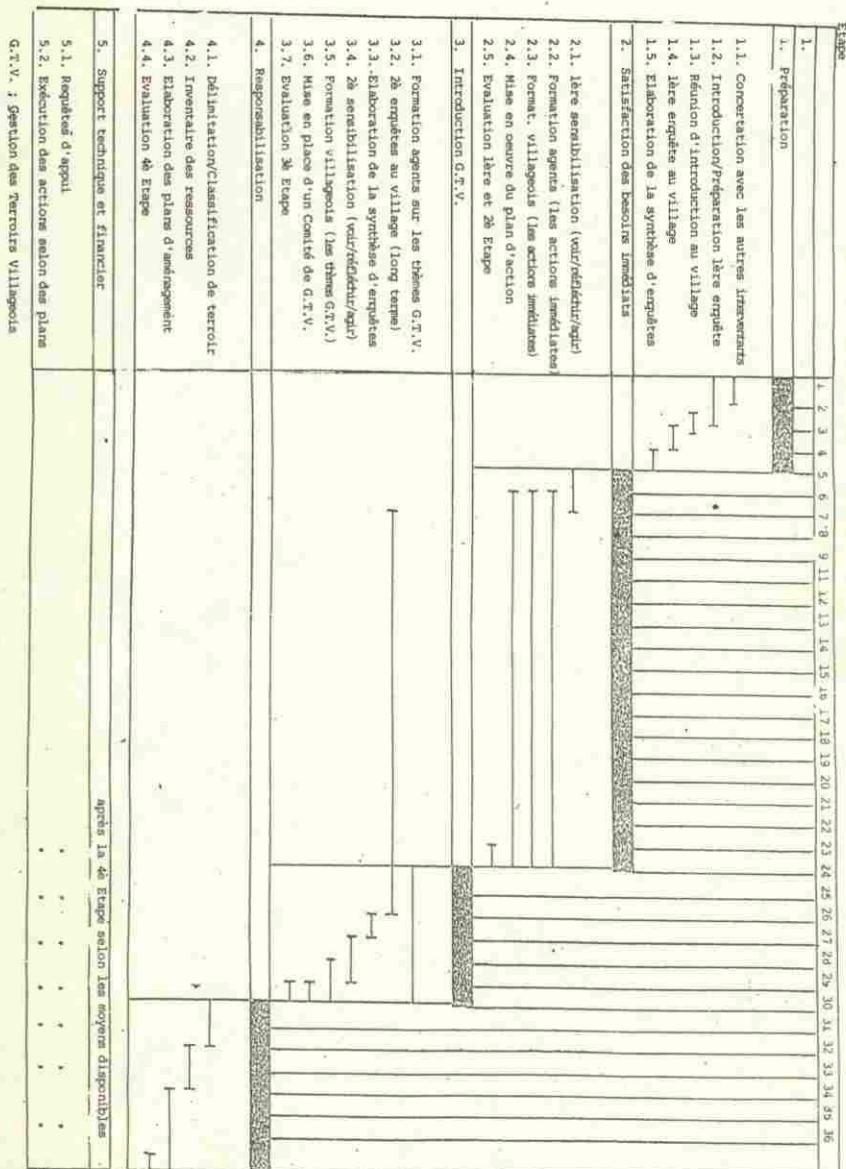 Etape
1. 1 2 3 4 5 6 7 8 9 11 12 13 14 15 16 17 18 19 20 21 22 23 24 25 26 27 28 29 30 31 32 33 34 35 36
1. Préparation
1.1. Concertation avec les autres intervenants
1.2. Introduction/Préparation 1ère enquête
1.3. Réunion d'introduction au village
1.4. 1ère enquête au village
1.5. Elaboration de la synthèse d'enquêtes
2. Satisfaction des besoins immédiats
2.1. 1ère sensibilisation (voir/réfléchir/agir)
2.2. Formation agents (les actions immédiates)
2.3. Format. villageois (les actions immédiates)
2.4. Mise en oeuvre du plan d'action
2.5. Evaluation 1ère et 2è Etape
3. Introduction G.T.V.
3.1. Formation agents sur les thèmes G.T.V.
3.2. 2è enquêtes au village (long terme)
3.3. Elaboration de la synthèse d'enquêtes
3.4. 2è sensibilisation (voir/réfléchir/agir)
3.5. Formation villageois (les thèmes G.T.V.)
3.6. Mise en place d'un Comité de G.T.V.
3.7. Evaluation 3è Etape
4. Responsabilisation
4.1. Délimitation/Classification de terroir
4.2. Inventaire des ressources
4.3. Elaboration des plans d'aménagement
4.4. Evaluation 4è Etape
5. Support technique et financier après la 4è Etape selon les moyens disponibles
5.1. Requêtes d'appui
5.2. Exécution des actions selon des plans
G.T.V. : Gestion des Terroirs Villageois